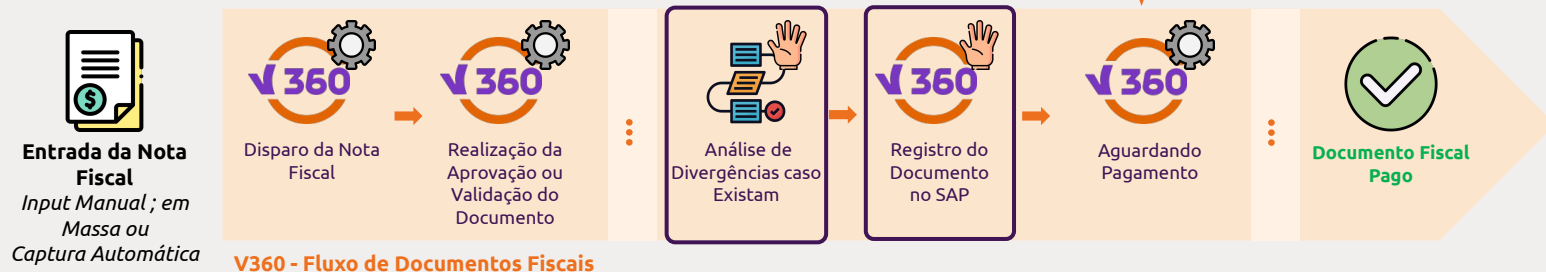 Entrada da Nota
Fiscal
Input Manual ; em
Massa ou
Captura Automática
V360
Disparo da Nota
Fiscal
V360
Realização da
Aprovação ou
Validação do
Documento
Análise de
Divergências caso
Existam
V360
Registro do
Documento
no SAP
V360
Aguardando
Pagamento
Documento Fiscal
Pago
V360 - Fluxo de Documentos Fiscais